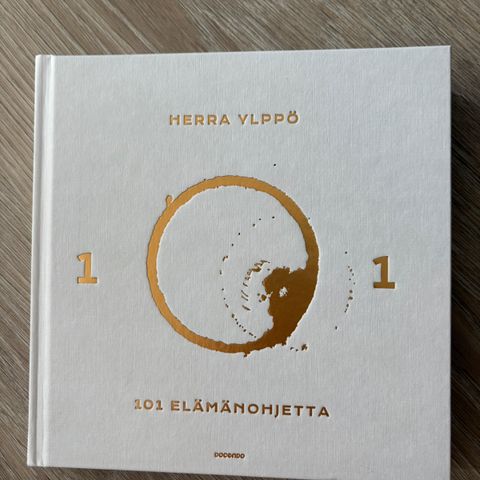 HERRA YLPPÖ
1 1
101 ELÄMÄNOHJETTA
DOCENDO